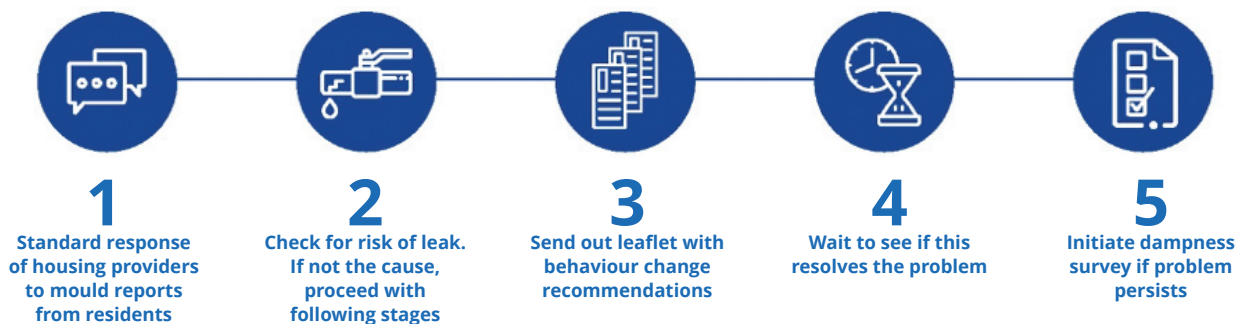 1
Standard response
of housing providers
to mould reports
from residents
2
Check for risk of leak.
If not the cause,
proceed with
following stages
3
Send out leaflet with
behaviour change
recommendations
4
Wait to see if this
resolves the problem
5
Initiate dampness
survey if problem
persists